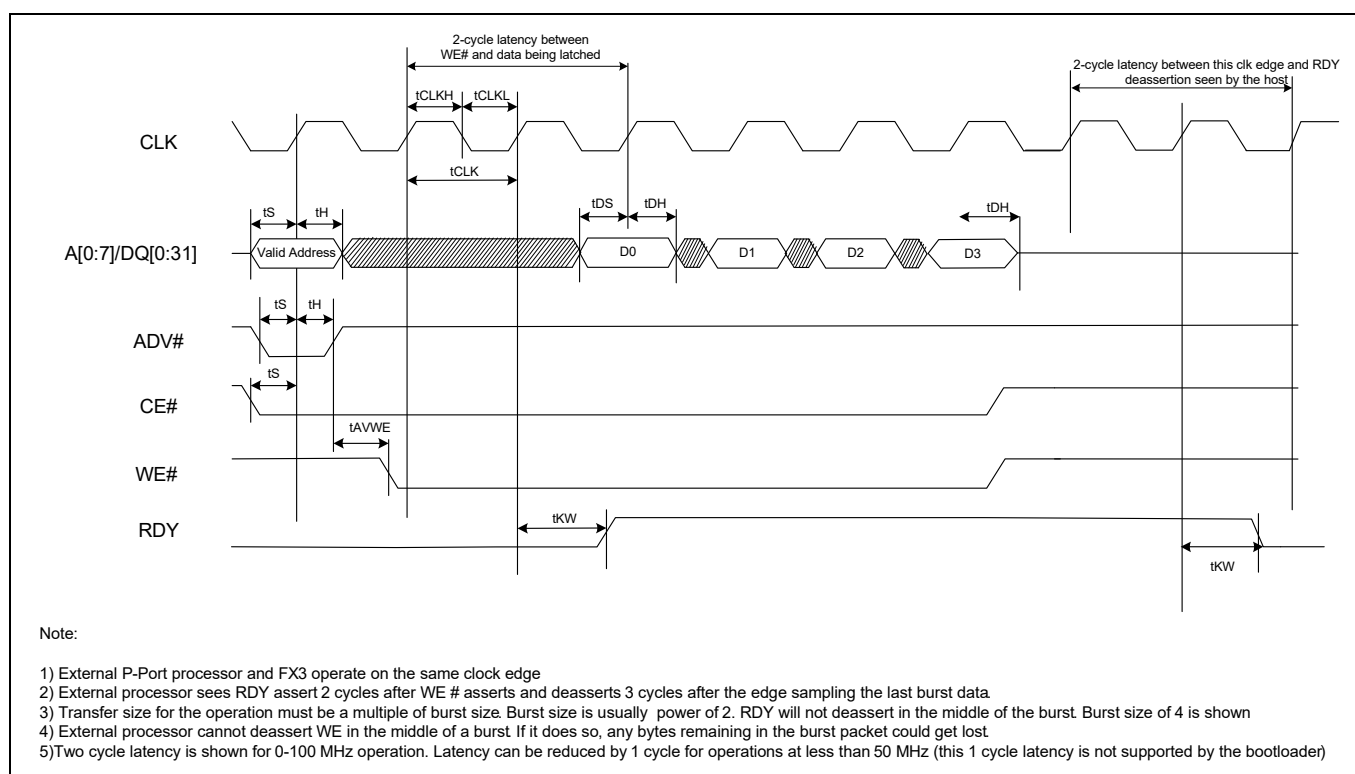 2-cycle latency between
WE# and data being latched
2-cycle latency between this clk edge and RDY
deassertion seen by the host
tCLKH
tCLKL
CLK
tCLK
tS
tH
tDS
tDH
tDH
A[0:7]/DQ[0:31]
Valid Address
D0
D1
D2
D3
tS
tH
ADV#
tS
CE#
tAVWE
WE#
tKW
RDY
tKW
Note:
1) External P-Port processor and FX3 operate on the same clock edge
2) External processor sees RDY assert 2 cycles after WE # asserts and deasserts 3 cycles after the edge sampling the last burst data.
3) Transfer size for the operation must be a multiple of burst size. Burst size is usually power of 2. RDY will not deassert in the middle of the burst. Burst size of 4 is shown
4) External processor cannot deassert WE in the middle of a burst. If it does so, any bytes remaining in the burst packet could get lost.
5)Two cycle latency is shown for 0-100 MHz operation. Latency can be reduced by 1 cycle for operations at less than 50 MHz (this 1 cycle latency is not supported by the bootloader)